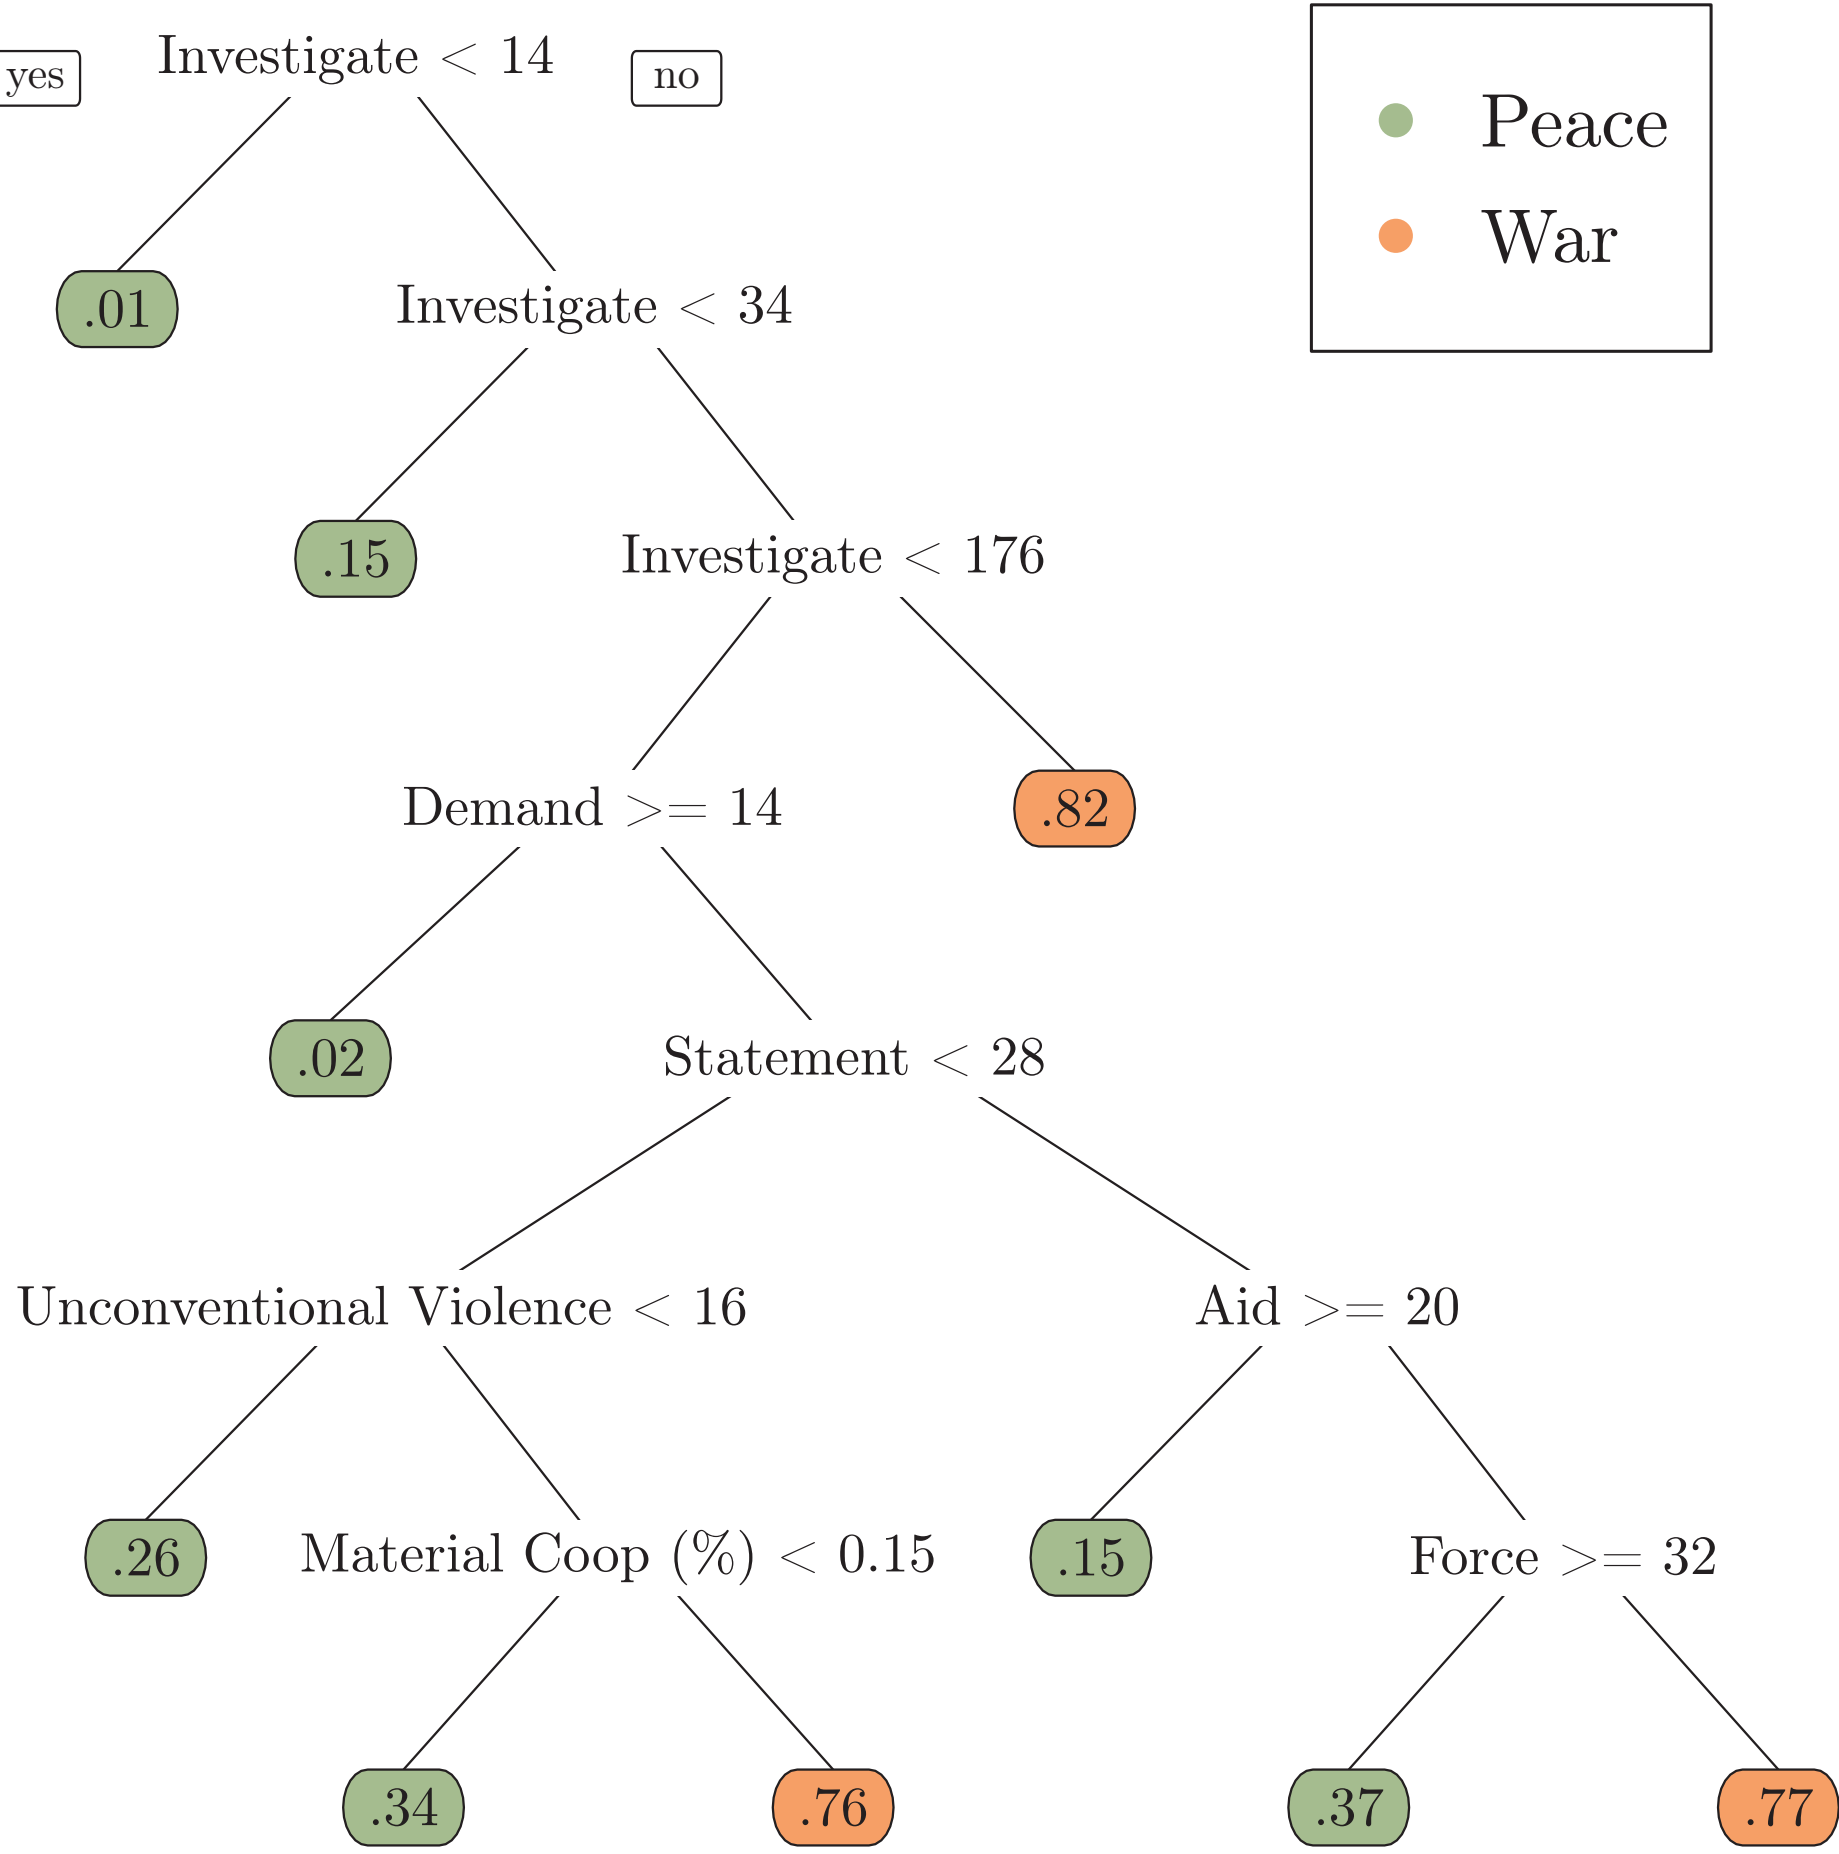 yes
Investigate < 14
no
Peace
War
.01
Investigate < 34
.15
Investigate < 176
Demand >= 14
.82
.02
Statement < 28
Unconventional Violence < 16
Aid >= 20
.26
Material Coop (%) < 0.15
.15
Force >= 32
.34
.76
.37
.77